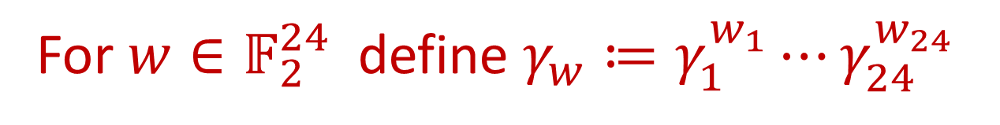 For 𝑤 ∈ 𝔽₂²⁴ define γ_w := γ₁^{w₁} ⋯ γ₂₄^{w₂₄}